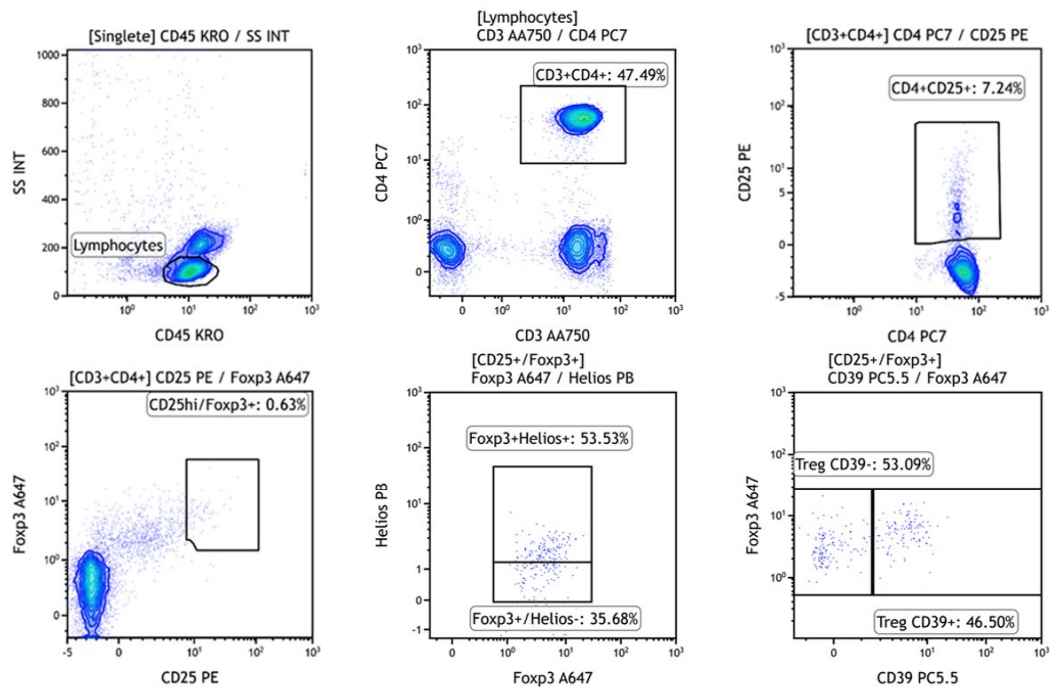 [Singlete] CD45 KRO / SS INT
1000
800
600
400
200
0
SS INT
Lymphocytes
10⁰
10¹
10²
10³
CD45 KRO
[Lymphocytes]
CD3 AA750 / CD4 PC7
CD3+CD4+: 47.49%
10³
10²
10¹
10⁰
0
CD4 PC7
0
10⁰
10¹
10²
10³
CD3 AA750
[CD3+CD4+] CD4 PC7 / CD25 PE
CD4+CD25+: 7.24%
10³
10²
10¹
5
0
-5
CD25 PE
10⁰
10¹
10²
10³
CD4 PC7
[CD3+CD4+] CD25 PE / Foxp3 A647
CD25hi/Foxp3+: 0.63%
10³
10²
10¹
10⁰
0
Foxp3 A647
-5
0
10¹
10²
10³
CD25 PE
[CD25+/Foxp3+]
Foxp3 A647 / Helios PB
Foxp3+Helios+: 53.53%
10³
10²
10¹
1
0
-1
Helios PB
Foxp3+/Helios-: 35.68%
0
10⁰
10¹
10²
10³
Foxp3 A647
[CD25+/Foxp3+]
CD39 PC5.5 / Foxp3 A647
10³
10²
10¹
10⁰
Foxp3 A647
Treg CD39-: 53.09%
Treg CD39+: 46.50%
0
10¹
10²
10³
CD39 PC5.5